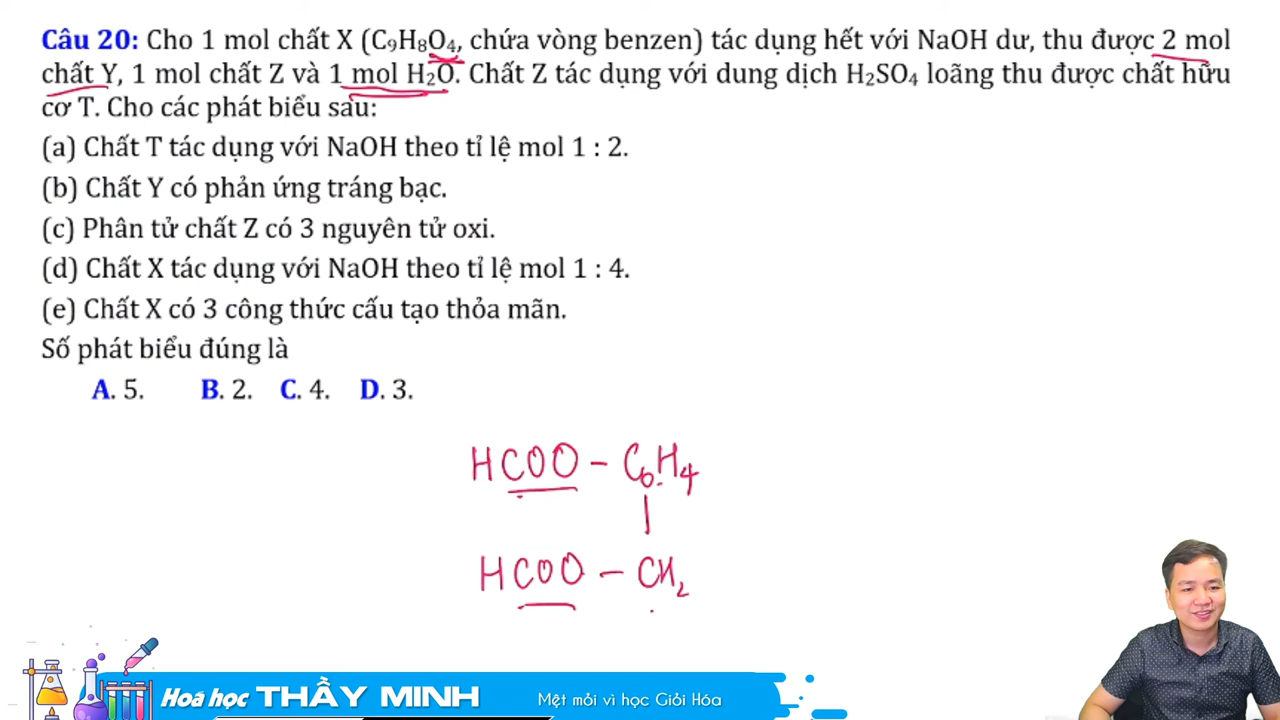 Câu 20: Cho 1 mol chất X (C₉H₈O₄, chứa vòng benzen) tác dụng hết với NaOH dư, thu được 2 mol
chất Y, 1 mol chất Z và 1 mol H₂O. Chất Z tác dụng với dung dịch H₂SO₄ loãng thu được chất hữu
cơ T. Cho các phát biểu sau:
(a) Chất T tác dụng với NaOH theo tỉ lệ mol 1 : 2.
(b) Chất Y có phản ứng tráng bạc.
(c) Phân tử chất Z có 3 nguyên tử oxi.
(d) Chất X tác dụng với NaOH theo tỉ lệ mol 1 : 4.
(e) Chất X có 3 công thức cấu tạo thỏa mãn.
Số phát biểu đúng là
A. 5. B. 2. C. 4. D. 3.
HCOO – C₆H₄
|
HCOO – CH₂
Hoá học THẦY MINH Mệt mỏi vì học Giỏi Hóa